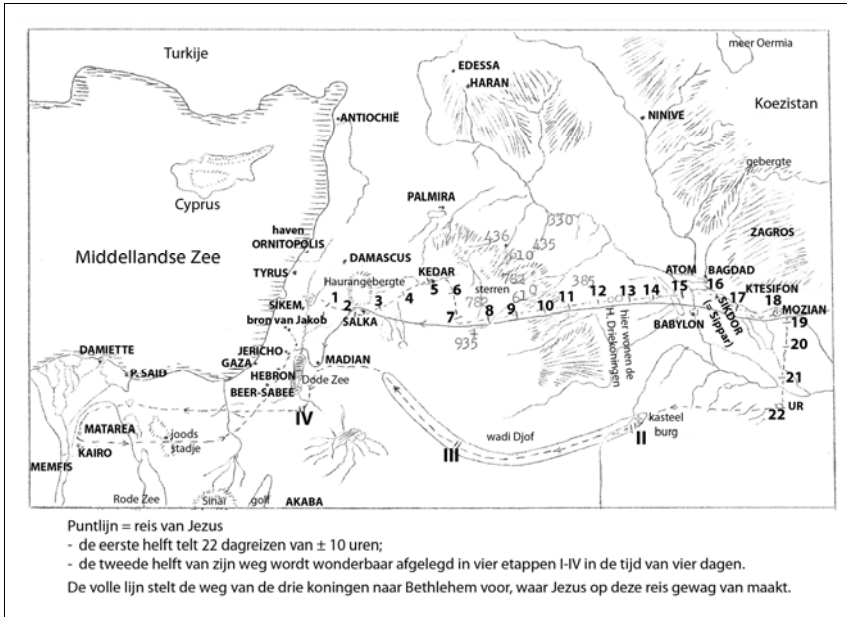 Turkije
meer Oermia
EDESSA
HARAN
Koezistan
ANTIOCHIË
NINIVE
gebergte
Cyprus
PALMIRA
ZAGROS
330
haven
ORNITOPOLIS
436
435
Middellandse Zee
DAMASCUS
610
TYRUS
Haurangebergte
KEDAR
sterren
782
385
ATOM
BAGDAD
1
2
3
4
5
6
782
610
11
12
13
14
15
16
17
KTESIFON
18
SIKEM,
bron van Jakob
SALKA
7
8
9
10
MOZIAN
935
BABYLON
SIKDOR
(= Sippar)
19
hier wonen de
H. Driekoningen
20
DAMIETTE
JERICHO
GAZA
MADIAN
P. SAID
HEBRON
Dode Zee
21
BEER-SABEE
UR
22
IV
kasteel
burg
MATAREA
joods
stadje
wadi Djof
II
III
KAIRO
MEMFIS
Rode Zee
Sinaï
golf
AKABA
Puntlijn = reis van Jezus
- de eerste helft telt 22 dagreizen van ± 10 uren;
- de tweede helft van zijn weg wordt wonderbaar afgelegd in vier etappen I-IV in de tijd van vier dagen.
De volle lijn stelt de weg van de drie koningen naar Bethlehem voor, waar Jezus op deze reis gewag van maakt.